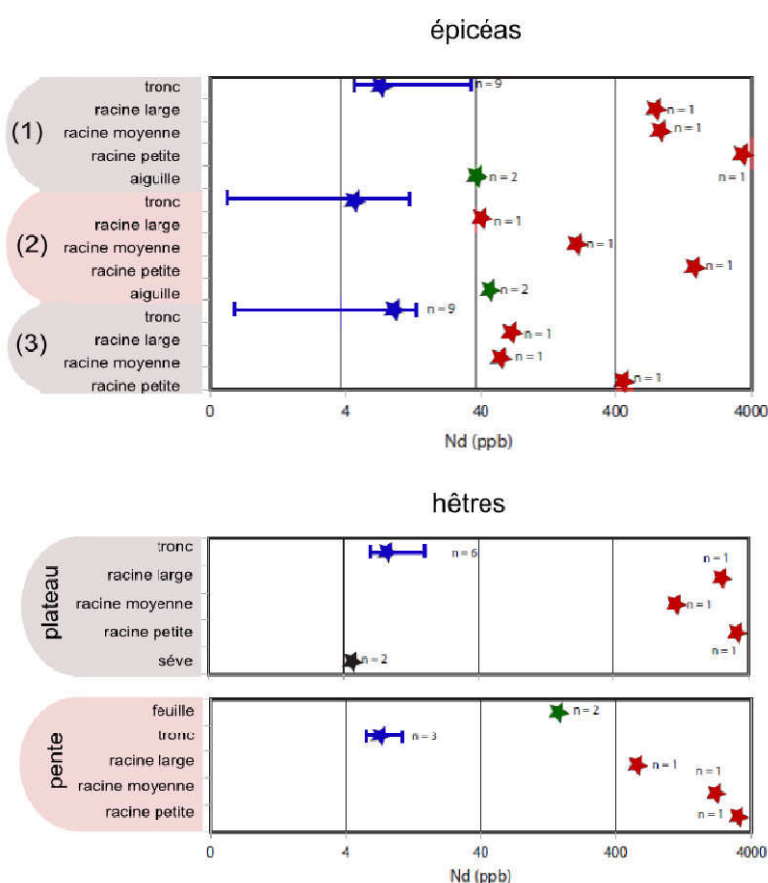 épicéas
(1)
tronc n = 9
racine large n = 1
racine moyenne n = 1
racine petite n = 1
aiguille n = 2
(2)
tronc
racine large n = 1
racine moyenne n = 1
racine petite n = 1
aiguille n = 2
(3)
tronc n = 9
racine large n = 1
racine moyenne n = 1
racine petite n = 1
0 4 40 400 4000
Nd (ppb)
hêtres
plateau
tronc n = 6
racine large n = 1
racine moyenne n = 1
racine petite n = 1
séve n = 2
pente
feuille n = 2
tronc n = 3
racine large n = 1
racine moyenne n = 1
racine petite n = 1
0 4 40 400 4000
Nd (ppb)